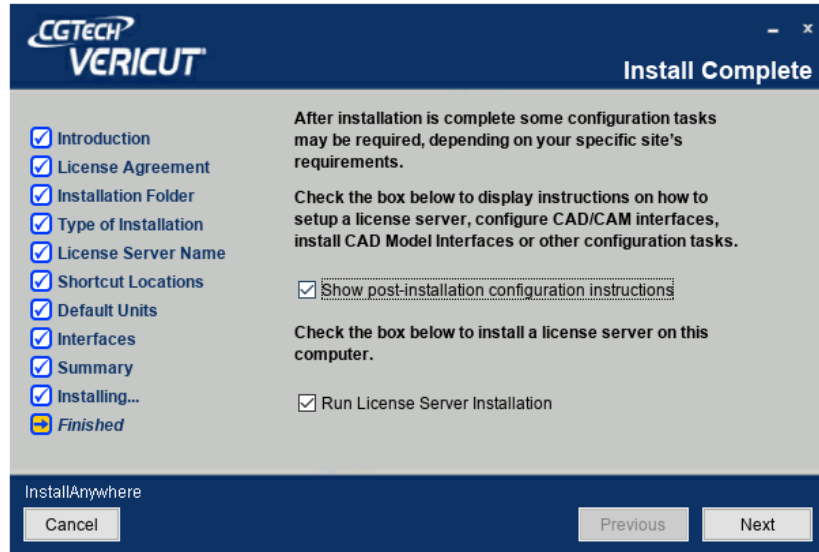 CGTECH
VERICUT
Install Complete
Introduction
License Agreement
Installation Folder
Type of Installation
License Server Name
Shortcut Locations
Default Units
Interfaces
Summary
Installing...
Finished
After installation is complete some configuration tasks
may be required, depending on your specific site's
requirements.
Check the box below to display instructions on how to
setup a license server, configure CAD/CAM interfaces,
install CAD Model Interfaces or other configuration tasks.
Show post-installation configuration instructions
Check the box below to install a license server on this
computer.
Run License Server Installation
InstallAnywhere
Cancel
Previous
Next